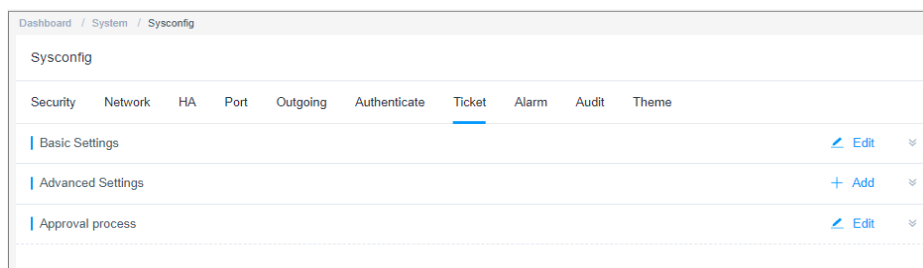 Dashboard / System / Sysconfig
Sysconfig
Security Network HA Port Outgoing Authenticate Ticket Alarm Audit Theme
Basic Settings Edit
Advanced Settings + Add
Approval process Edit